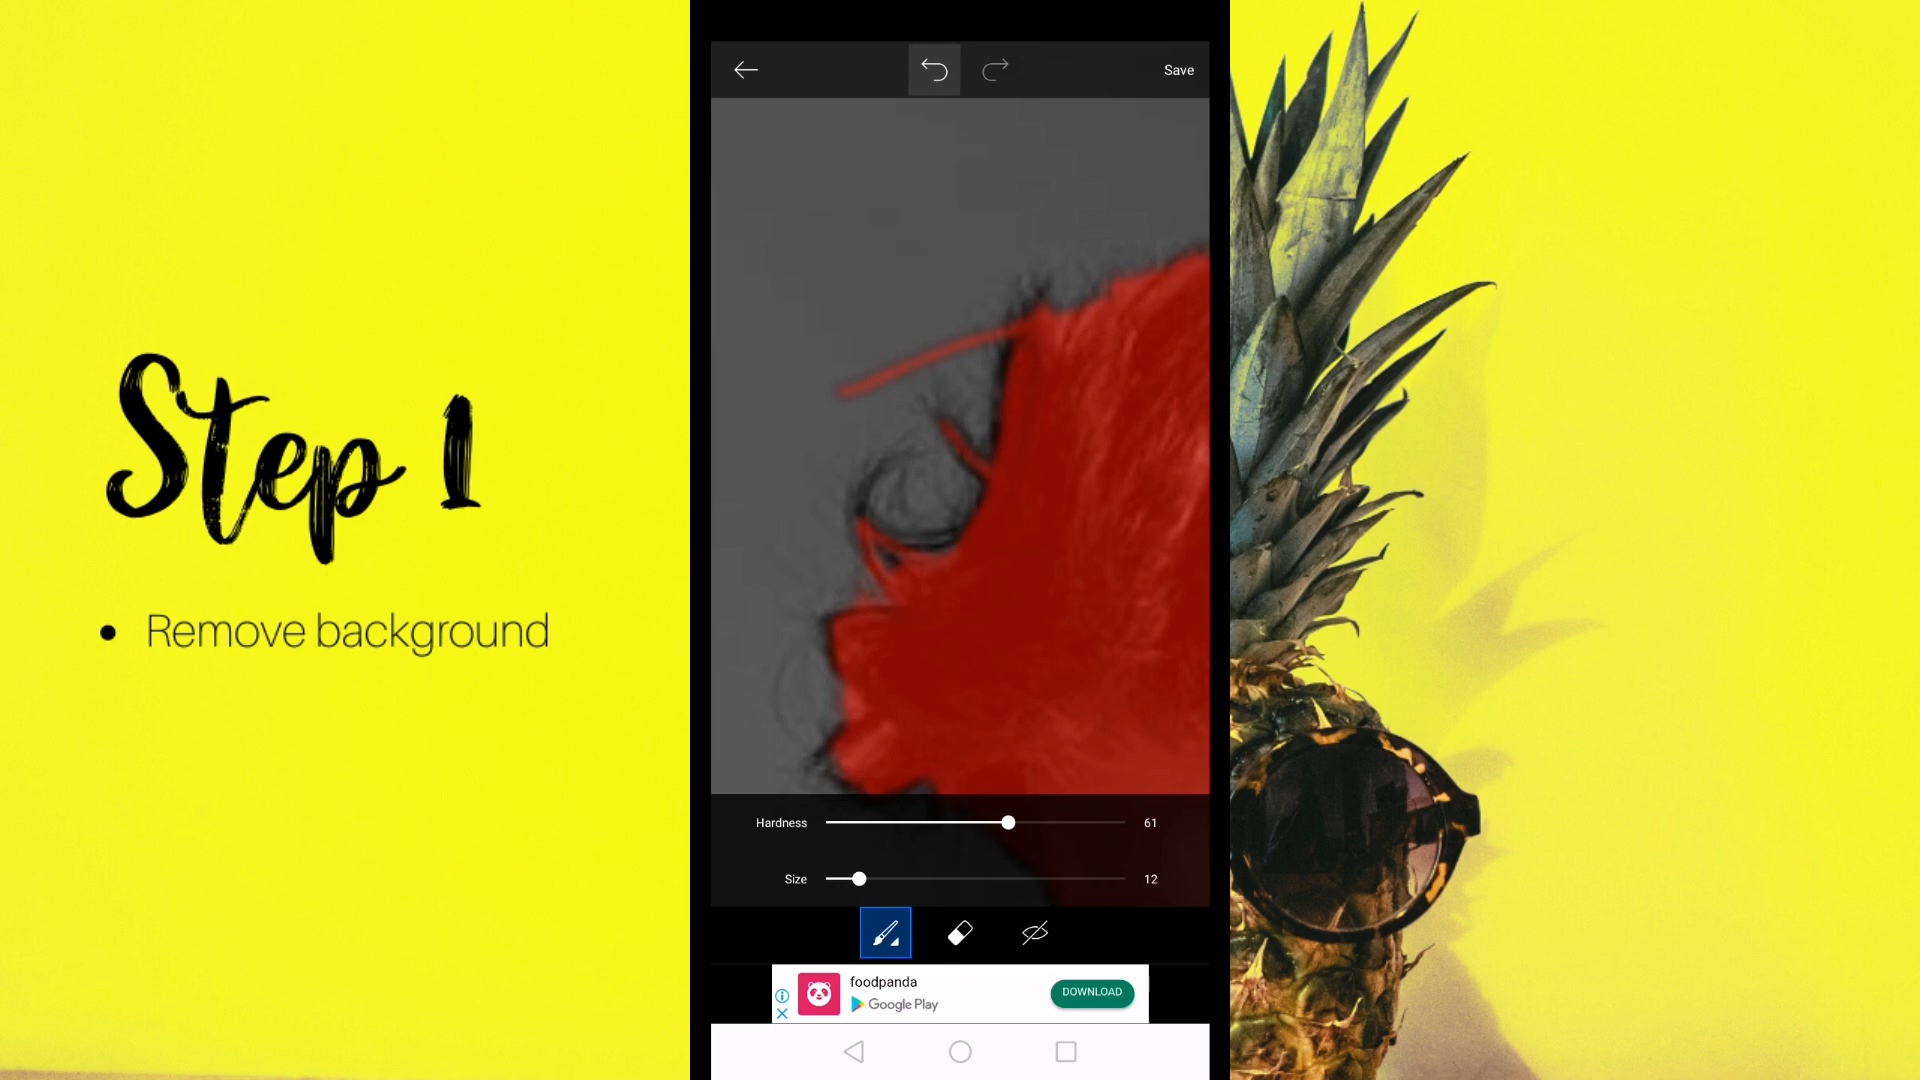 Save
Step 1
• Remove background
Hardness 61
Size 12
foodpanda
Google Play
DOWNLOAD